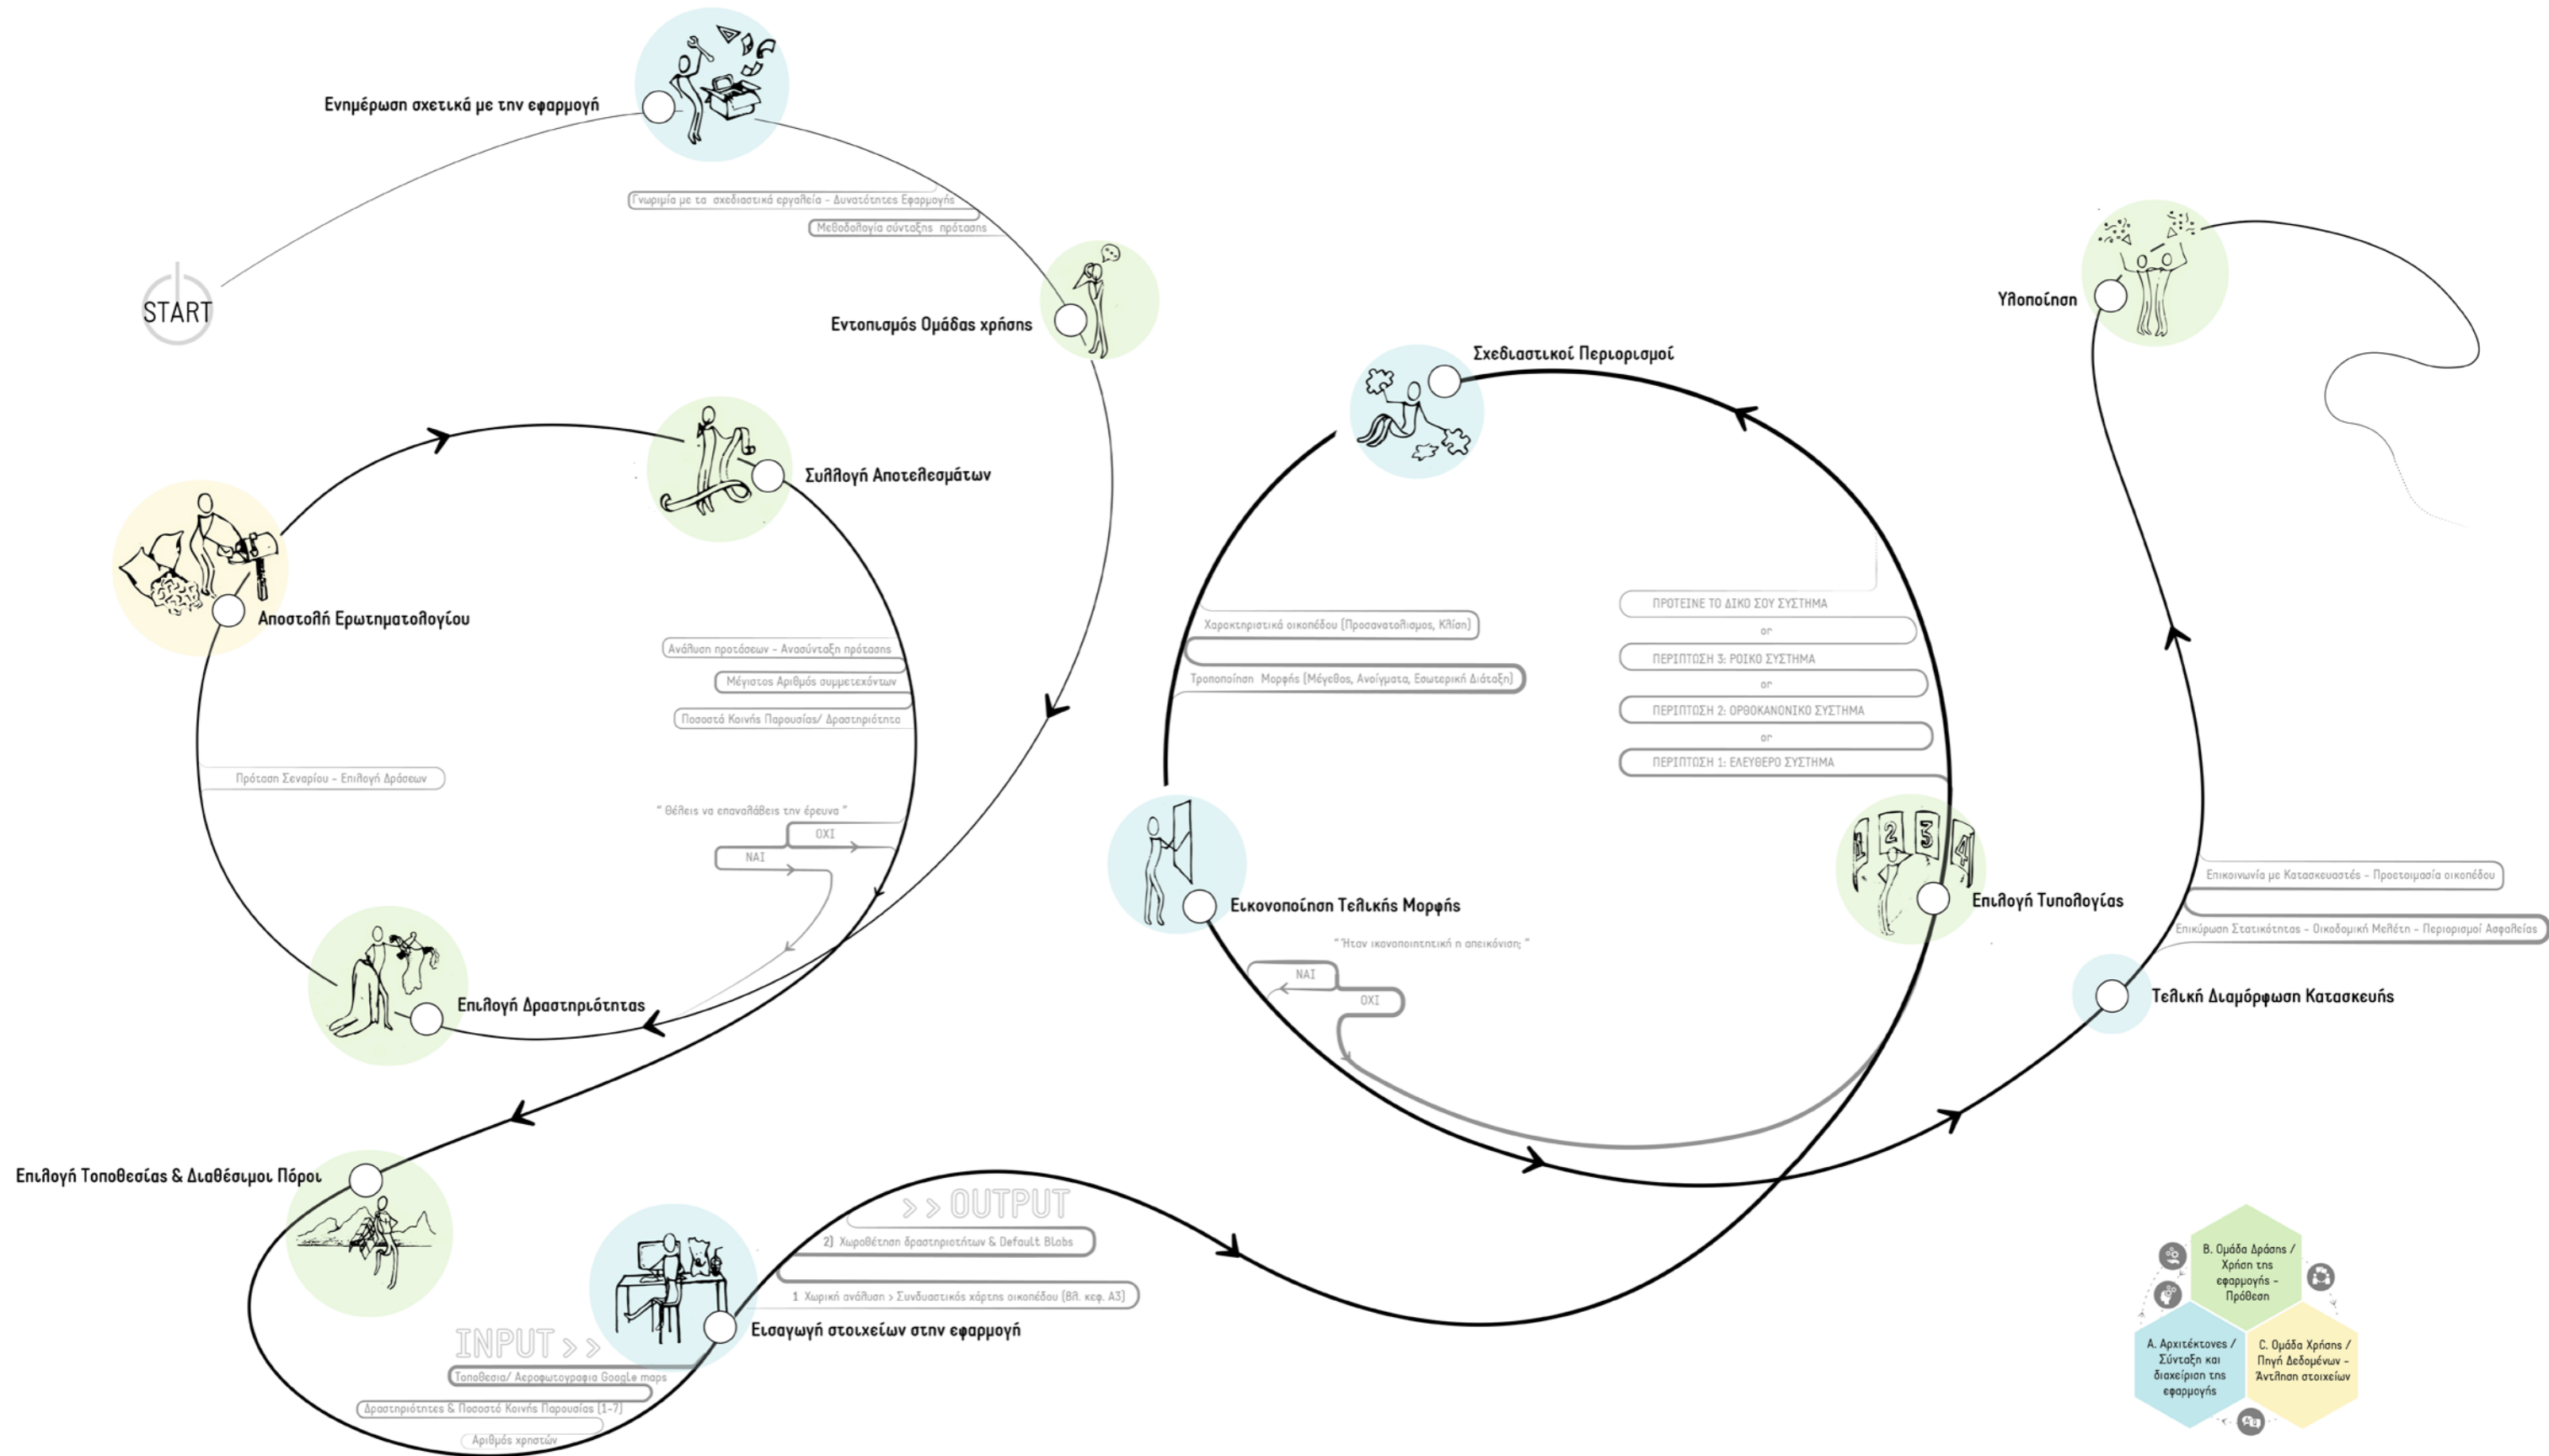 Ενημέρωση σχετικά με την εφαρμογή
Γνωριμία με τα σχεδιαστικά εργαλεία - Δυνατότητες Εφαρμογής
Μεθοδολογία σύνταξης πρότασης
START
Εντοπισμός Ομάδας χρήσης
Υλοποίηση
Σχεδιαστικοί Περιορισμοί
Συλλογή Αποτελεσμάτων
Αποστολή Ερωτηματολογίου
Ανάλυση προτάσεων - Ανασύνταξη πρότασης
Μέγιστος Αριθμός συμμετεχόντων
Ποσοστά Κοινής Παρουσίας/ Δραστηριότητα
Πρόταση Σεναρίου - Επιλογή Δράσεων
" Θέλεις να επαναλάβεις την έρευνα "
ΟΧΙ
ΝΑΙ
Επιλογή Δραστηριότητας
Χαρακτηριστικά οικοπέδου (Προσανατολισμος, Κλίση)
Τροποποίηση Μορφής (Μέγεθος, Ανοίγματα, Εσωτερική Διάταξη)
ΠΡΟΤΕΙΝΕ ΤΟ ΔΙΚΟ ΣΟΥ ΣΥΣΤΗΜΑ
or
ΠΕΡΙΠΤΩΣΗ 3: ΡΟΙΚΟ ΣΥΣΤΗΜΑ
or
ΠΕΡΙΠΤΩΣΗ 2: ΟΡΘΟΚΑΝΟΝΙΚΟ ΣΥΣΤΗΜΑ
or
ΠΕΡΙΠΤΩΣΗ 1: ΕΛΕΥΘΕΡΟ ΣΥΣΤΗΜΑ
1 2 3 4
Επιλογή Τυπολογίας
Εικονοποίηση Τελικής Μορφής
" Ήταν ικανοποιητητική η απεικόνιση; "
ΝΑΙ
ΟΧΙ
Επικοινωνία με Κατασκευαστές - Προετοιμασία οικοπέδου
Επικύρωση Στατικότητας - Οικοδομική Μελέτη - Περιορισμοί Ασφαλείας
Τελική Διαμόρφωση Κατασκευής
Επιλογή Τοποθεσίας & Διαθέσιμοι Πόροι
>> OUTPUT
2) Χωροθέτηση δραστηριοτήτων & Default Blobs
1 Χωρική ανάλυση > Συνδυαστικός χάρτης οικοπέδου (Βλ. κεφ. Α3)
Εισαγωγή στοιχείων στην εφαρμογή
INPUT >>
Τοποθεσια/ Αεροφωτογραφια Google maps
Δραστηριότητες & Ποσοστό Κοινής Παρουσίας (1-7)
Αριθμός χρηστών
Β. Ομάδα Δράσης /
Χρήση της
εφαρμογής -
Πρόθεση
Α. Αρχιτέκτονες /
Σύνταξη και
διαχείριση της
εφαρμογής
C. Ομάδα Χρήσης /
Πηγή Δεδομένων -
Άντληση στοιχείων